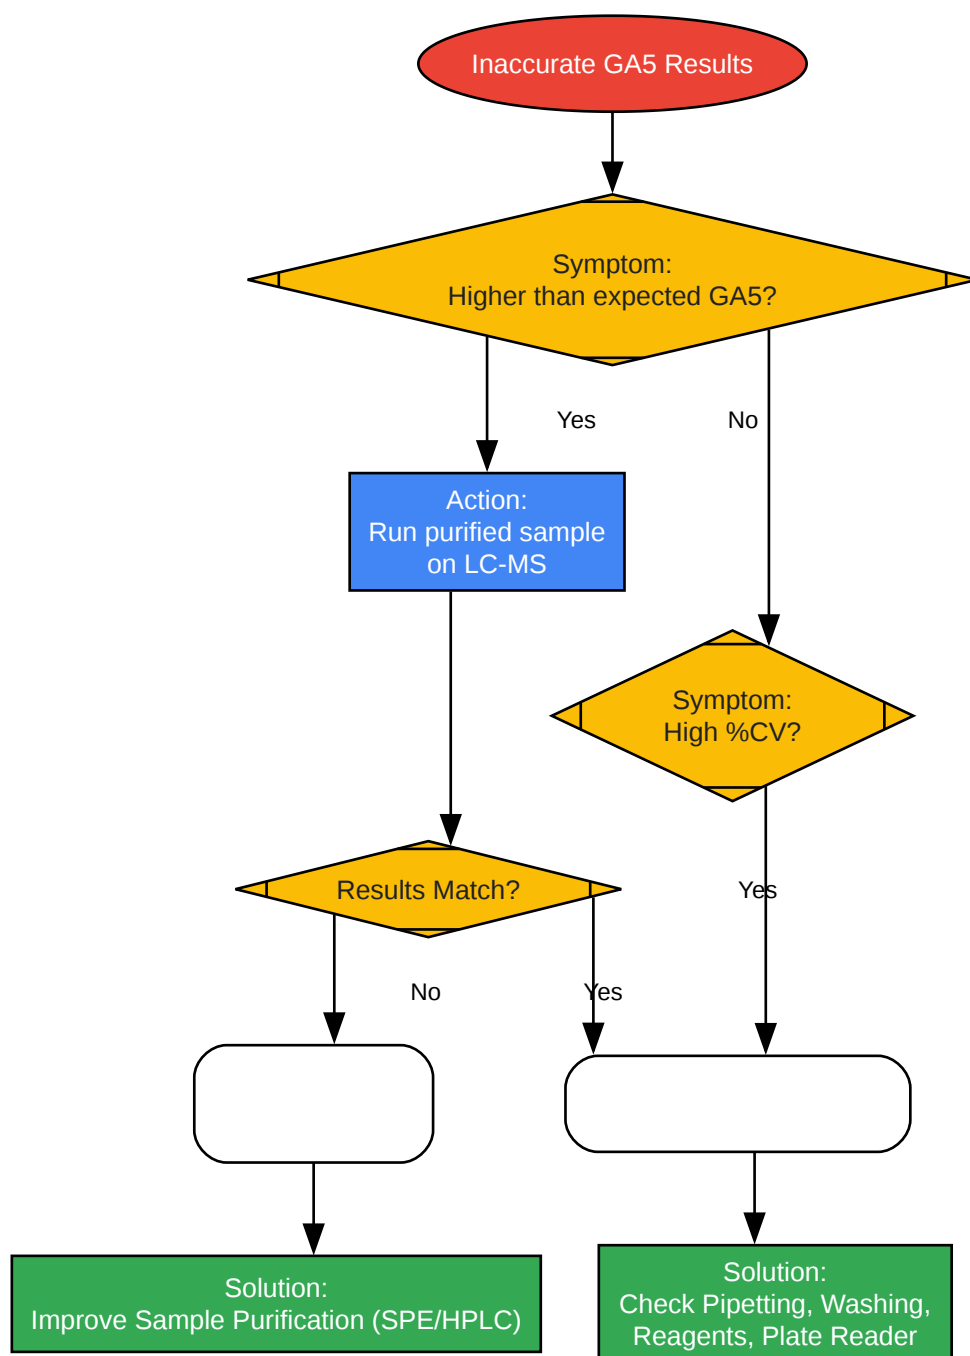 Inaccurate GA5 Results
Symptom:
Higher than expected GA5?
Yes
No
Action:
Run purified sample
on LC-MS
Symptom:
High %CV?
Results Match?
Yes
No
Yes
Solution:
Improve Sample Purification (SPE/HPLC)
Solution:
Check Pipetting, Washing,
Reagents, Plate Reader